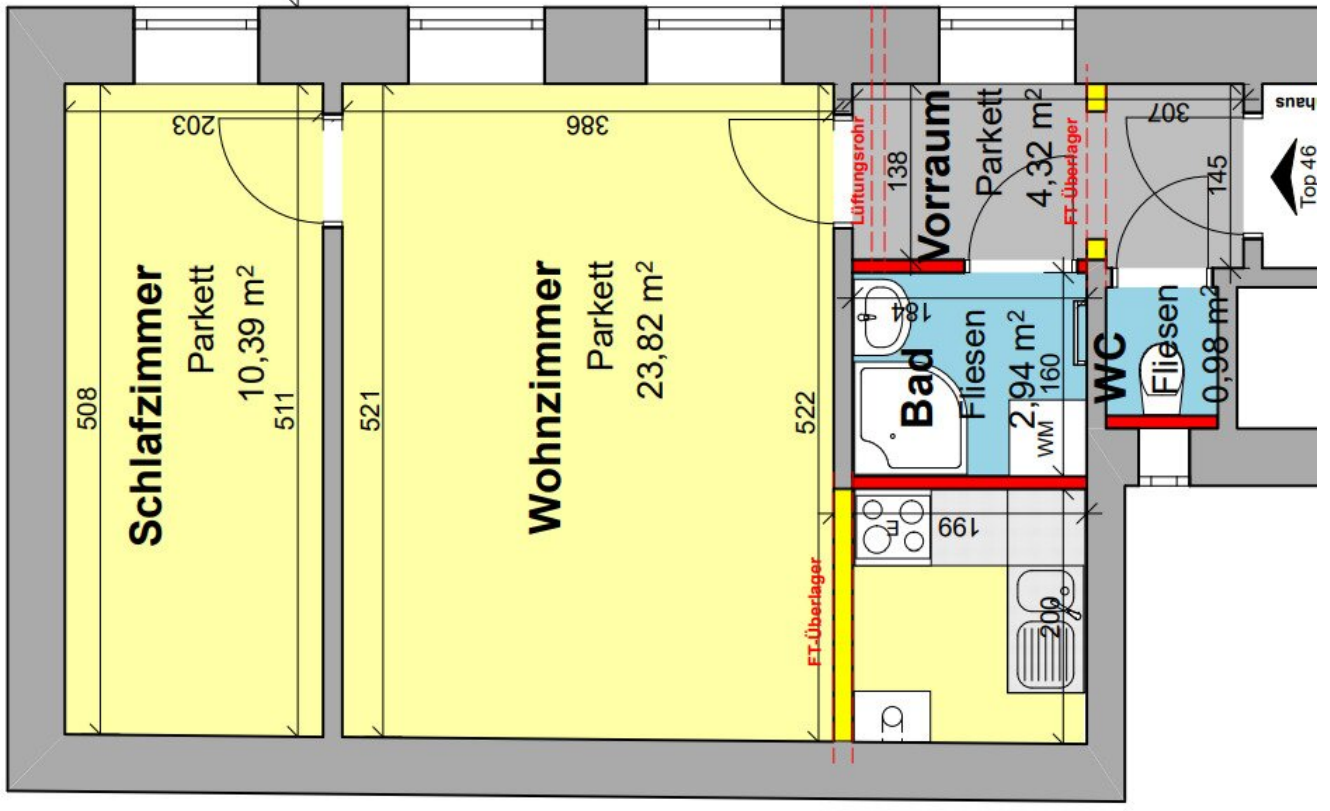 203
508
Schlafzimmer
Parkett
10,39 m²
511
386
521
Wohnzimmer
Parkett
23,82 m²
522
FT-Überlager
Lüftungsrohr
138
Vorraum
Parkett
4,32 m²
FT Überlager
307
145
Top 46
184
Bad
Fliesen
2,94 m²
160
WM
WC
Fliesen
0,98 m²
E
199
200